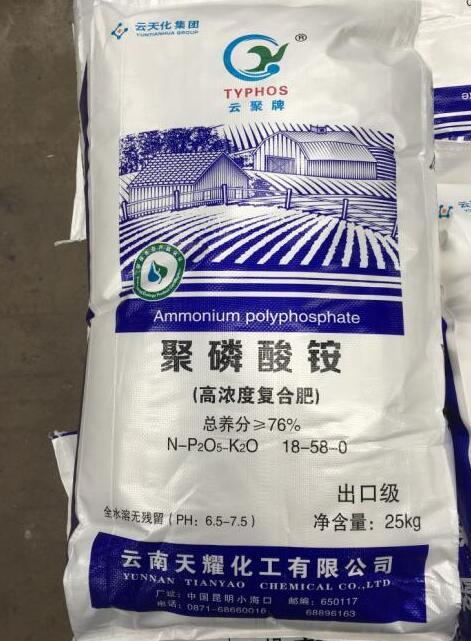 云天化集团
YUNTIANHUA GROUP
®
TYPHOS
云聚牌
Ammonium polyphosphate
聚磷酸铵
(高浓度复合肥)
总养分≥76%
N-P2O5-K2O 18-58-0
出口级
全水溶无残留(PH: 6.5-7.5) 净含量: 25kg
云南天耀化工有限公司
YUNNAN TIANYAO CHEMICAL CO.,LTD.
厂址: 中国昆明小海口 邮编: 650117
电话: 0871-68660016 68896163